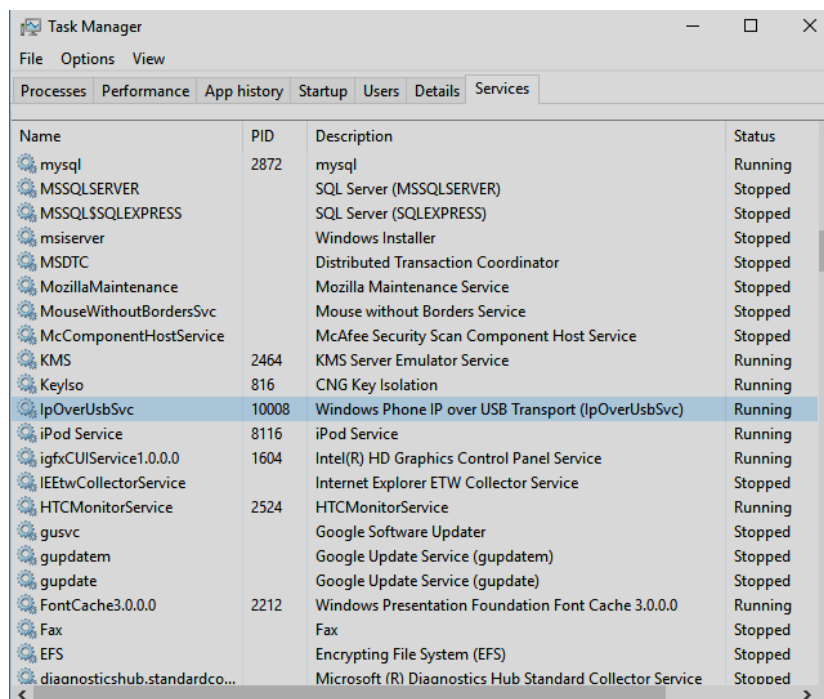 Task Manager
File Options View
Processes Performance App history Startup Users Details Services
Name PID Description Status
mysql 2872 mysql Running
MSSQLSERVER SQL Server (MSSQLSERVER) Stopped
MSSQL$SQLEXPRESS SQL Server (SQLEXPRESS) Stopped
msiserver Windows Installer Stopped
MSDTC Distributed Transaction Coordinator Stopped
MozillaMaintenance Mozilla Maintenance Service Stopped
MouseWithoutBordersSvc Mouse without Borders Service Stopped
McComponentHostService McAfee Security Scan Component Host Service Stopped
KMS 2464 KMS Server Emulator Service Running
KeyIso 816 CNG Key Isolation Running
IpOverUsbSvc 10008 Windows Phone IP over USB Transport (IpOverUsbSvc) Running
iPod Service 8116 iPod Service Running
igfxCUIService1.0.0.0 1604 Intel(R) HD Graphics Control Panel Service Running
IEEtwCollectorService Internet Explorer ETW Collector Service Stopped
HTCMonitorService 2524 HTCMonitorService Running
gusvc Google Software Updater Stopped
gupdatem Google Update Service (gupdatem) Stopped
gupdate Google Update Service (gupdate) Stopped
FontCache3.0.0.0 2212 Windows Presentation Foundation Font Cache 3.0.0.0 Running
Fax Fax Stopped
EFS Encrypting File System (EFS) Stopped
diagnosticshub.standardco... Microsoft (R) Diagnostics Hub Standard Collector Service Stopped